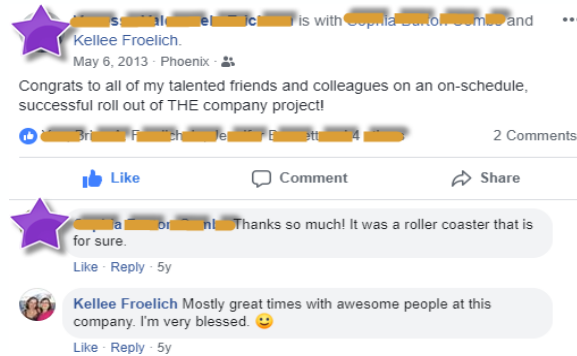 is with and
Kellee Froelich.
May 6, 2013 · Phoenix ·
Congrats to all of my talented friends and colleagues on an on-schedule,
successful roll out of THE company project!
2 Comments
Like Comment Share
Thanks so much! It was a roller coaster that is
for sure.
Like · Reply · 5y
Kellee Froelich Mostly great times with awesome people at this
company. I'm very blessed. 🙂
Like · Reply · 5y